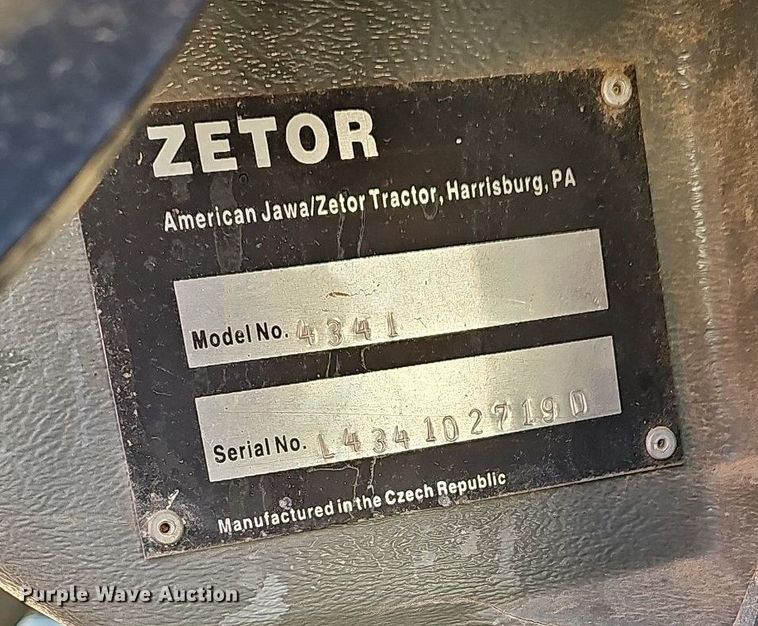 ZETOR
American Jawa/Zetor Tractor, Harrisburg, PA
Model No. 4341
Serial No. L4341027190
Manufactured in the Czech Republic
Purple Wave Auction